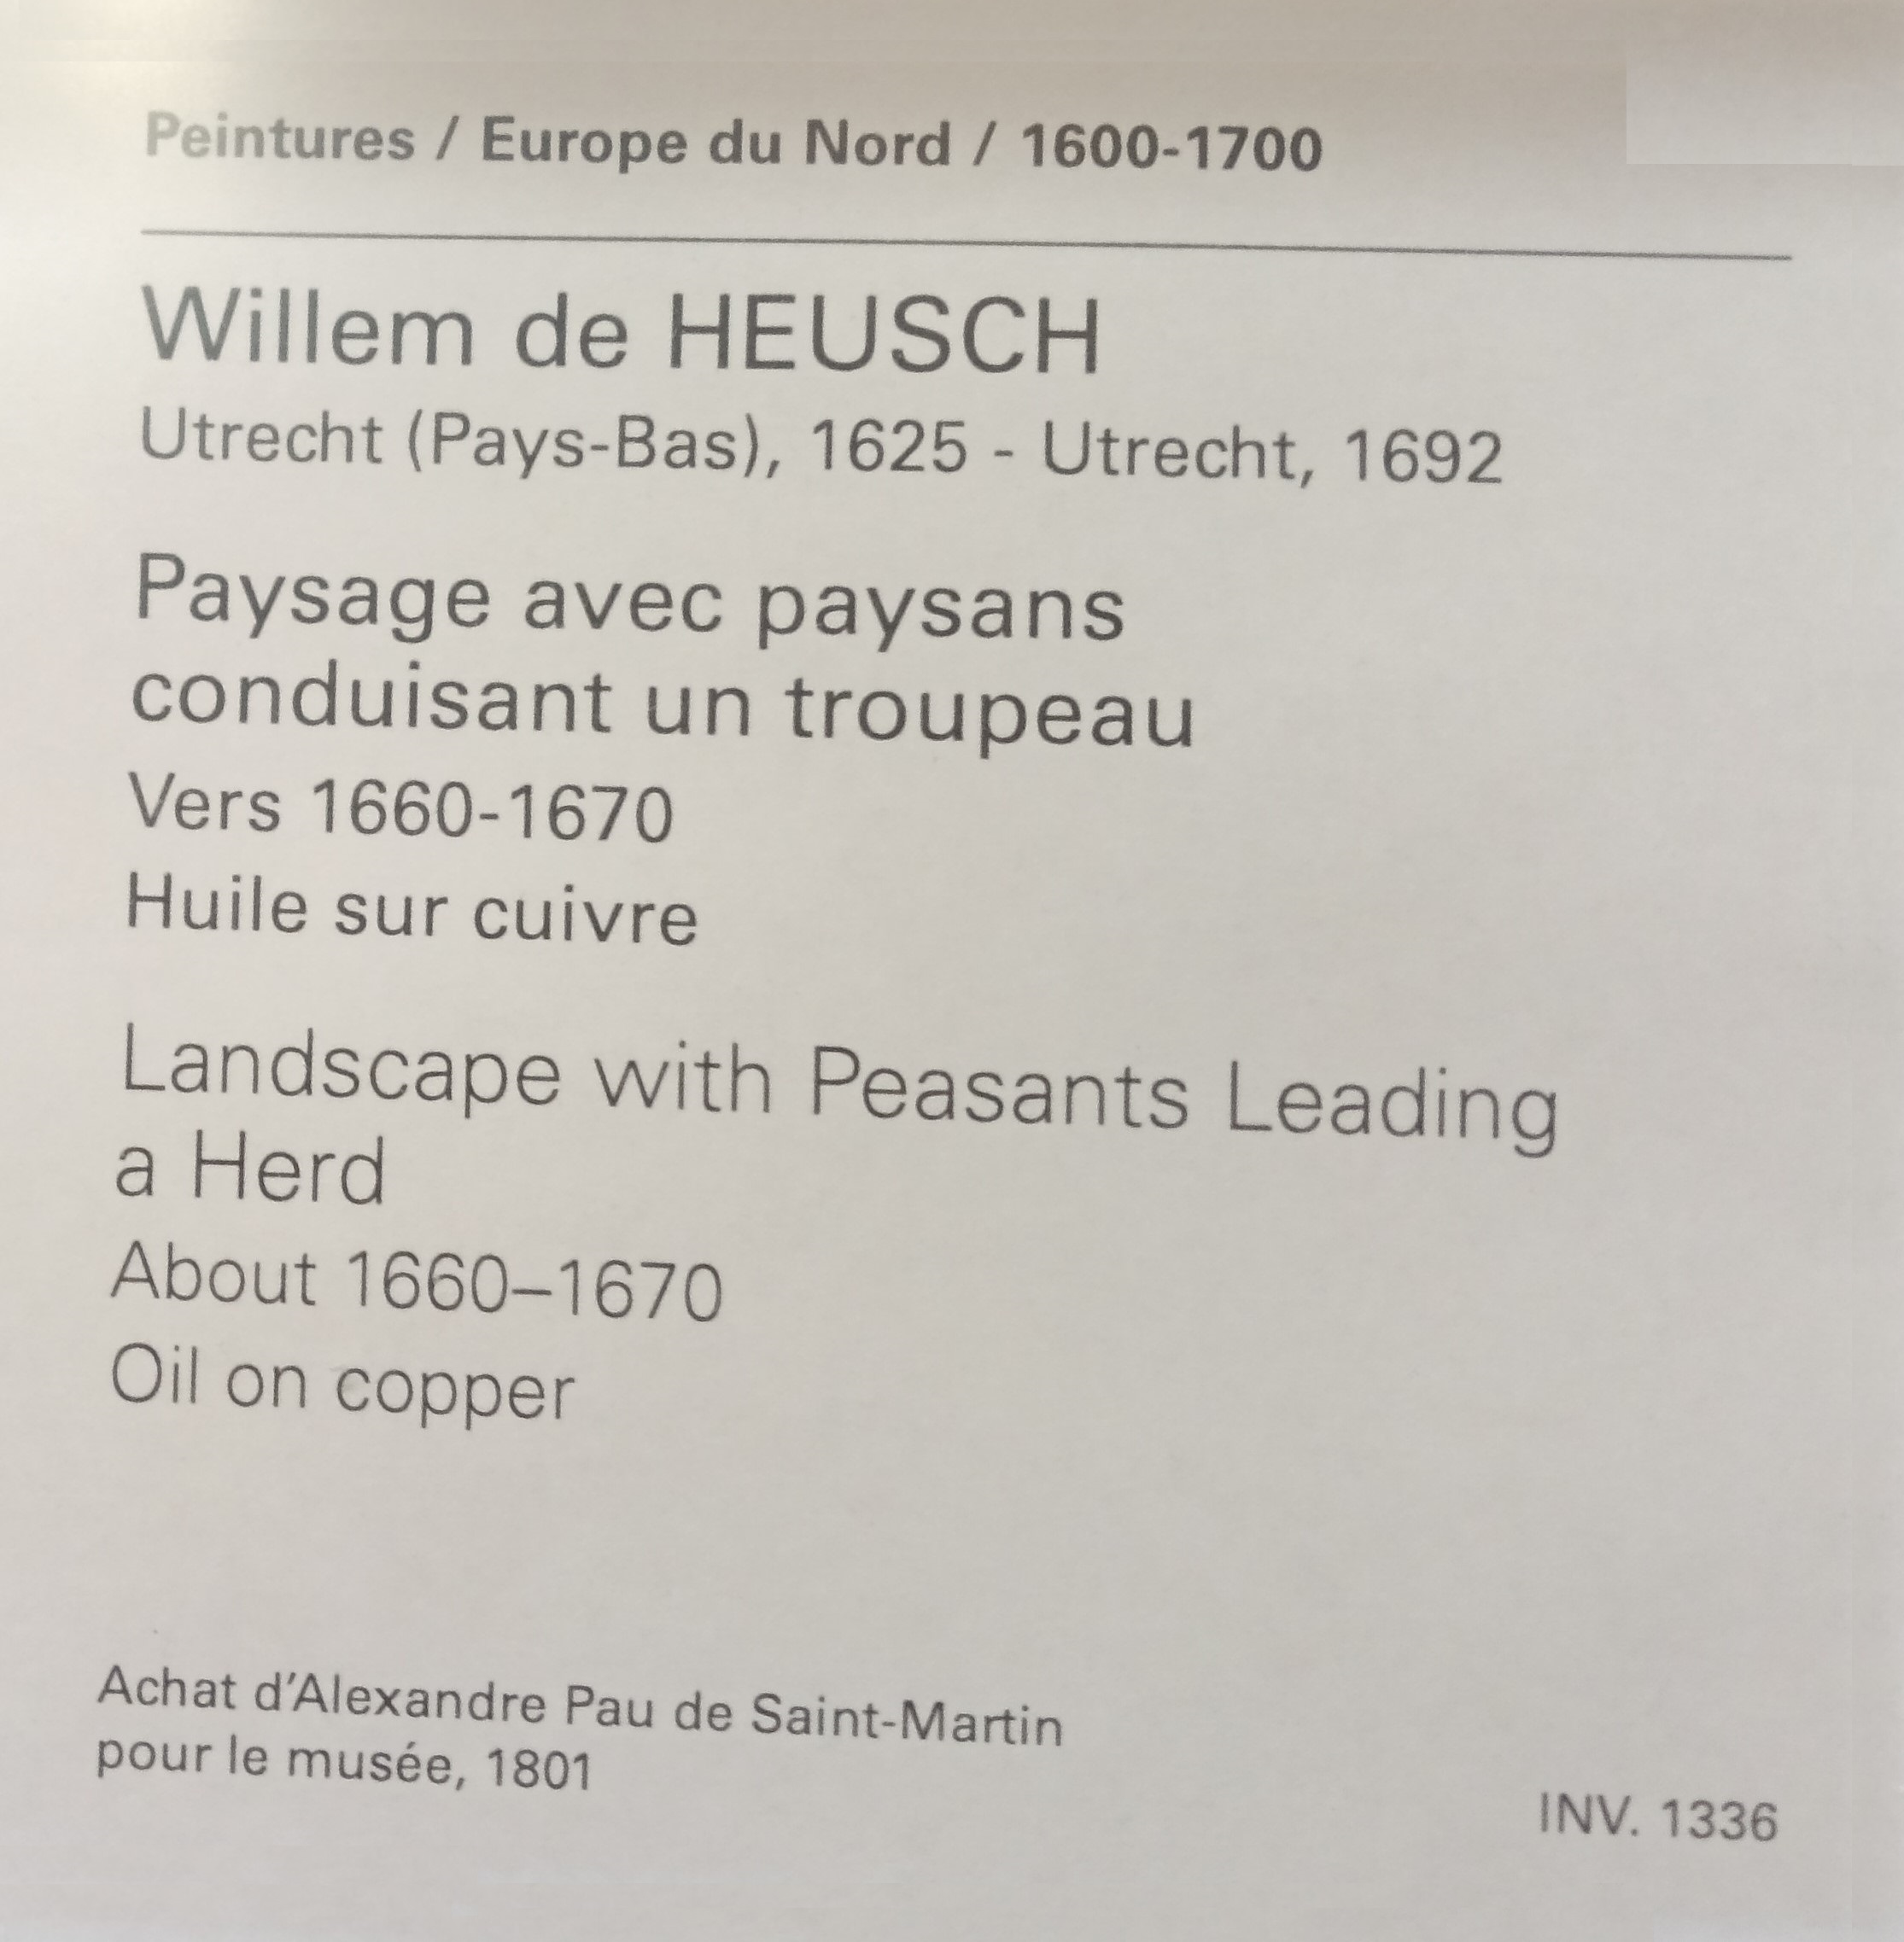 Peintures / Europe du Nord / 1600-1700
Willem de HEUSCH
Utrecht (Pays-Bas), 1625 - Utrecht, 1692
Paysage avec paysans
conduisant un troupeau
Vers 1660-1670
Huile sur cuivre
Landscape with Peasants Leading
a Herd
About 1660–1670
Oil on copper
Achat d’Alexandre Pau de Saint-Martin
pour le musée, 1801
INV. 1336